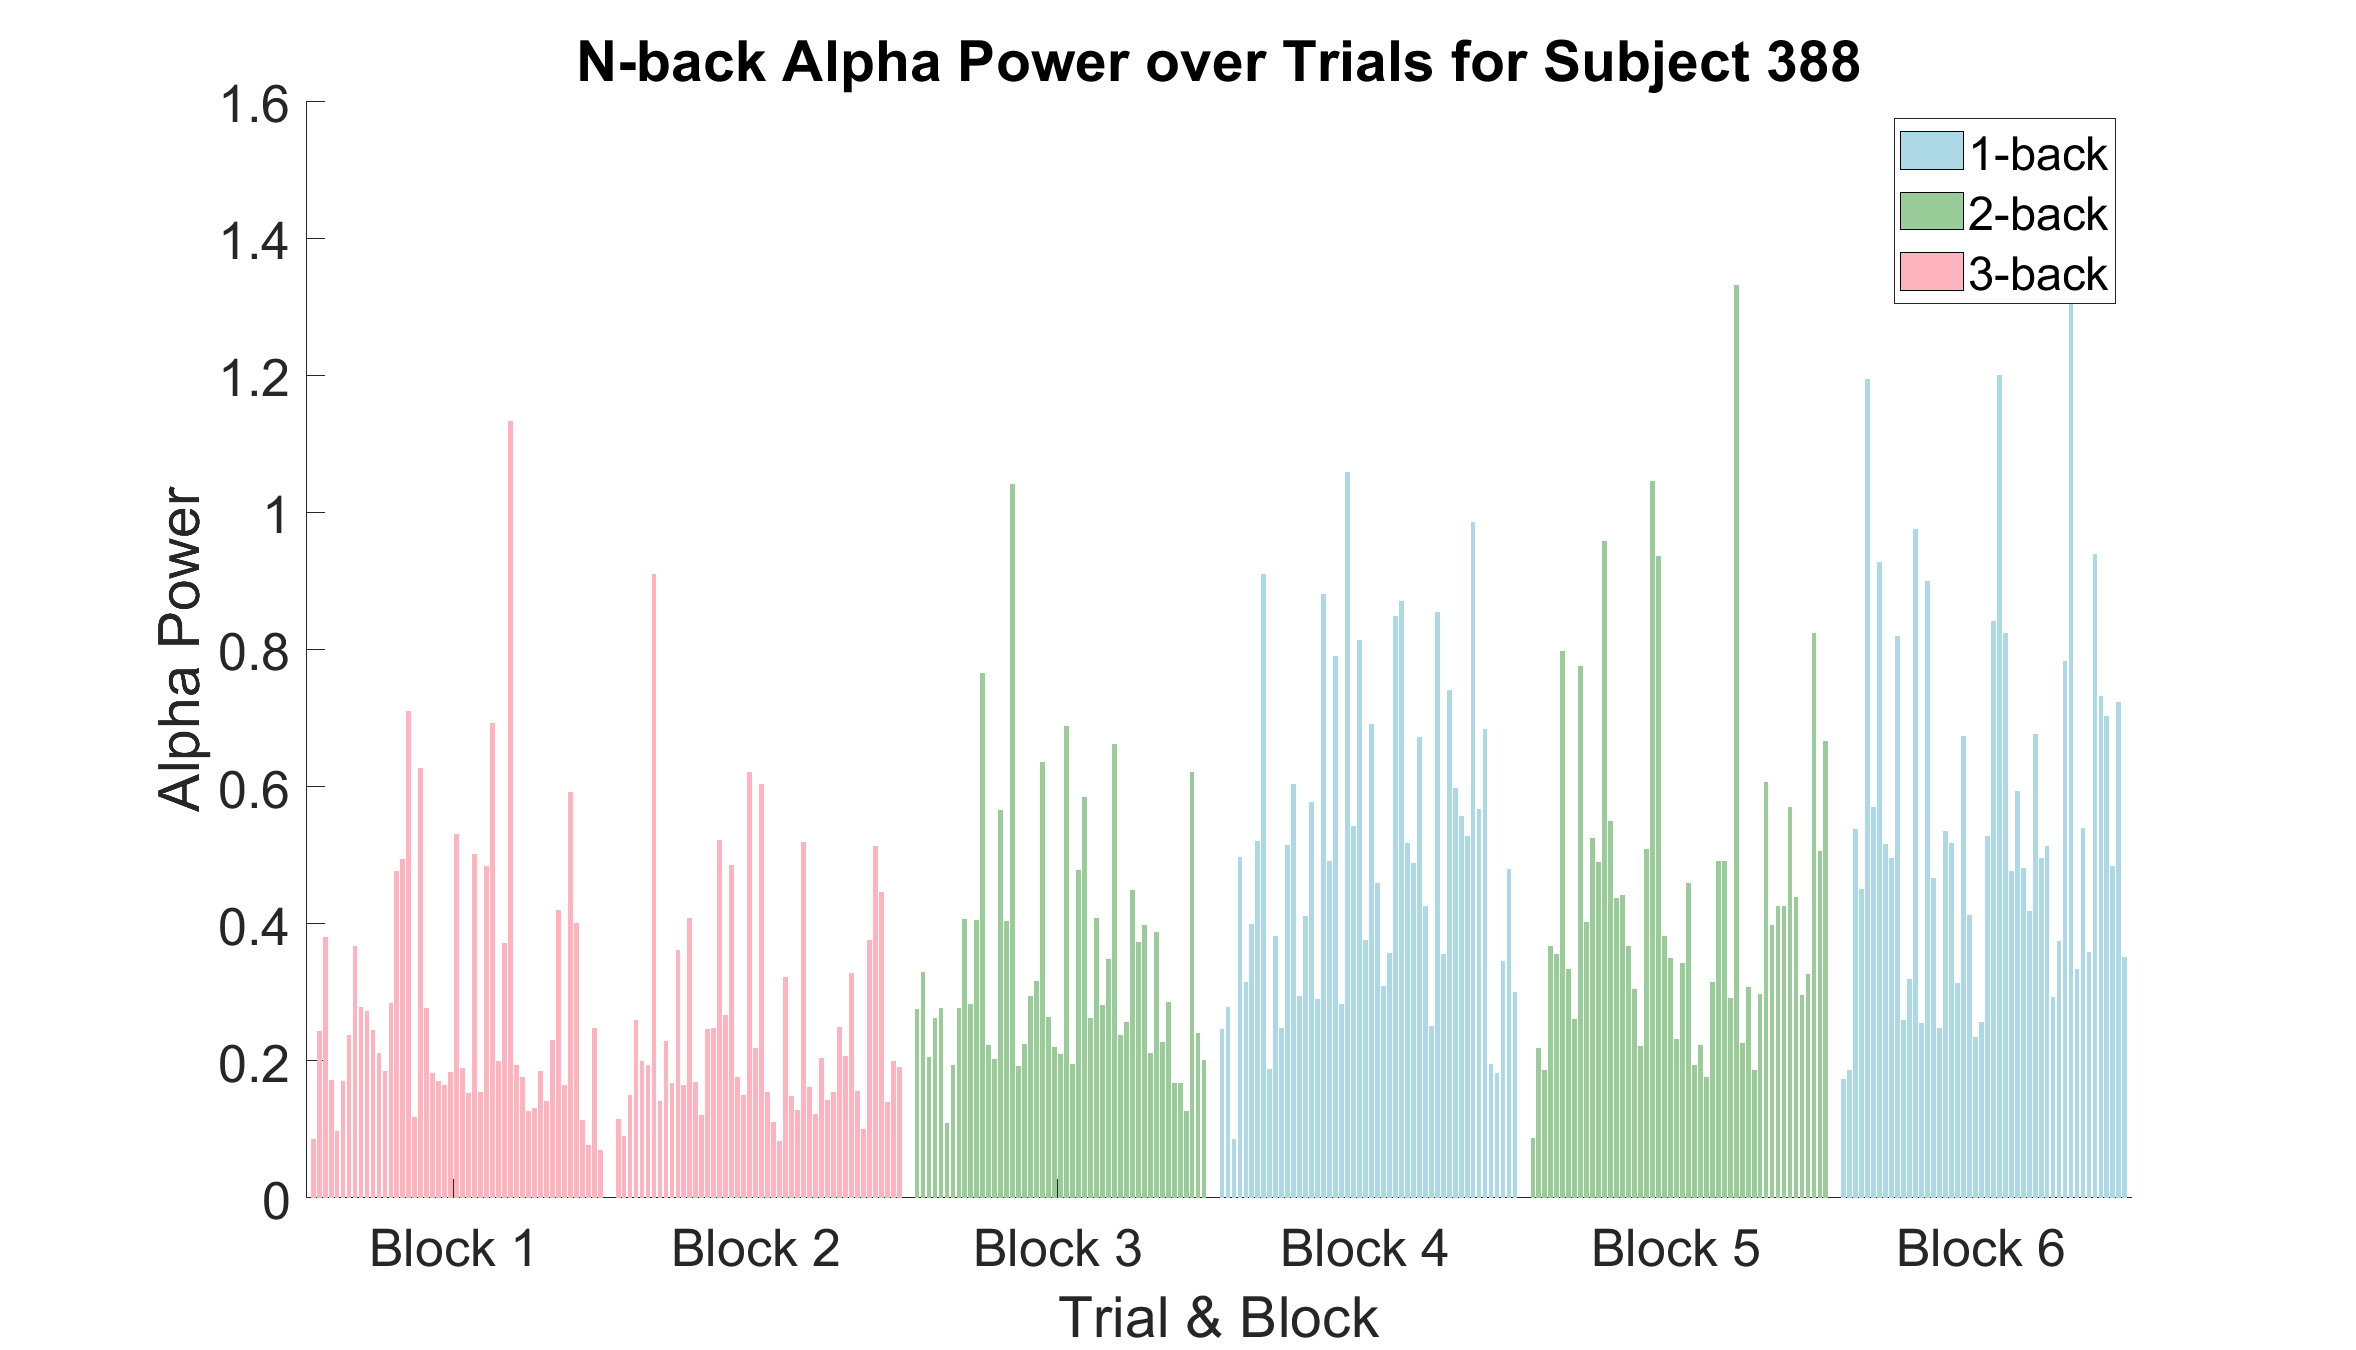 N-back Alpha Power over Trials for Subject 388
1.6
1.4
1.2
1
0.8
0.6
0.4
0.2
0
Alpha Power
1-back
2-back
3-back
Block 1
Block 2
Block 3
Block 4
Block 5
Block 6
Trial & Block